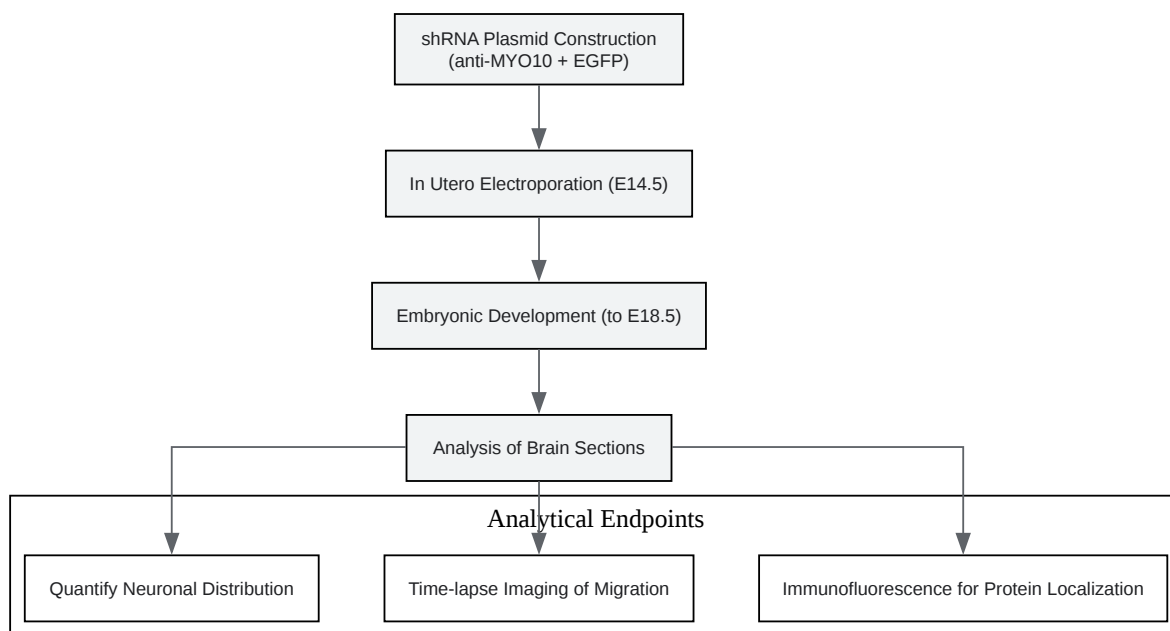 shRNA Plasmid Construction
(anti-MYO10 + EGFP)
In Utero Electroporation (E14.5)
Embryonic Development (to E18.5)
Analysis of Brain Sections
Analytical Endpoints
Quantify Neuronal Distribution
Time-lapse Imaging of Migration
Immunofluorescence for Protein Localization